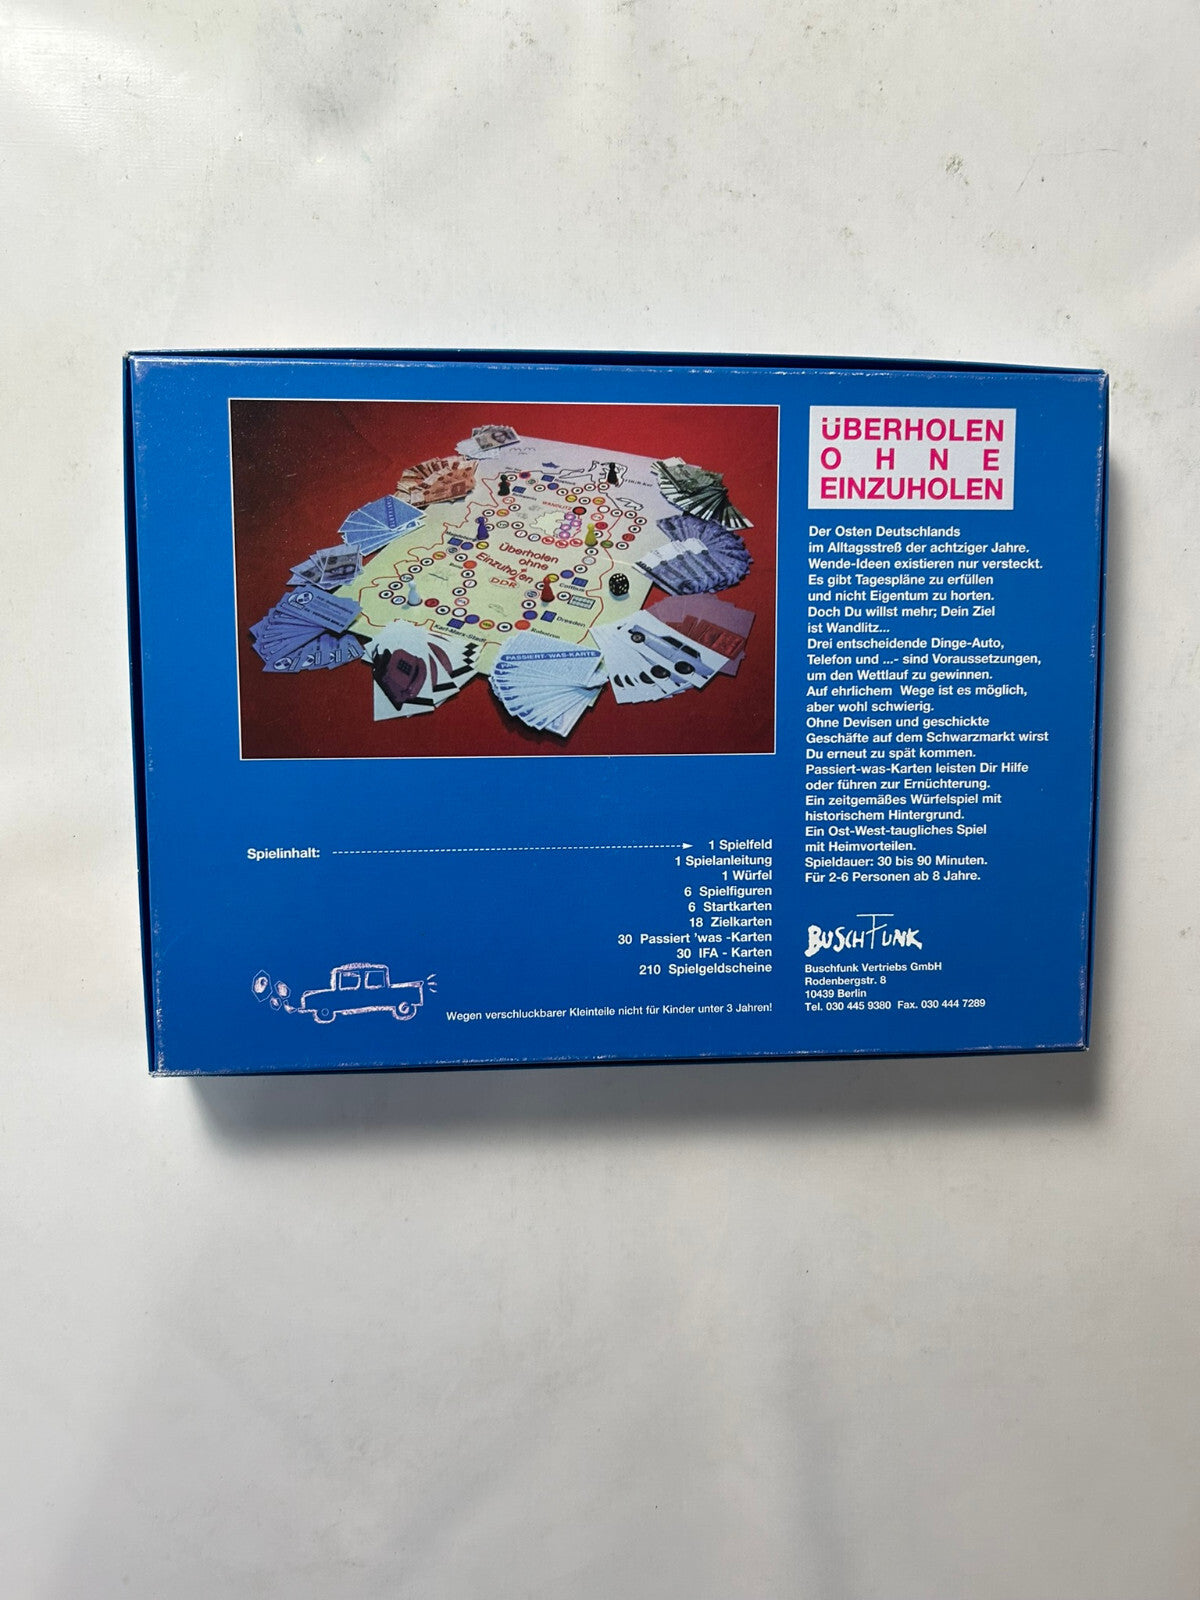 Überholen
ohne
Einzuholen
DDR
Cottbus
Dresden
Robotron
Karl-Marx-Stadt
PASSIERT-'WAS-KARTE
ÜBERHOLEN
OHNE
EINZUHOLEN
Der Osten Deutschlands
im Alltagsstreß der achtziger Jahre.
Wende-Ideen existieren nur versteckt.
Es gibt Tagespläne zu erfüllen
und nicht Eigentum zu horten.
Doch Du willst mehr; Dein Ziel
ist Wandlitz...
Drei entscheidende Dinge-Auto,
Telefon und ...- sind Voraussetzungen,
um den Wettlauf zu gewinnen.
Auf ehrlichem Wege ist es möglich,
aber wohl schwierig.
Ohne Devisen und geschickte
Geschäfte auf dem Schwarzmarkt wirst
Du erneut zu spät kommen.
Passiert-was-Karten leisten Dir Hilfe
oder führen zur Ernüchterung.
Ein zeitgemäßes Würfelspiel mit
historischem Hintergrund.
Ein Ost-West-taugliches Spiel
mit Heimvorteilen.
Spieldauer: 30 bis 90 Minuten.
Für 2-6 Personen ab 8 Jahre.
Spielinhalt: 1 Spielfeld
1 Spielanleitung
1 Würfel
6 Spielfiguren
6 Startkarten
18 Zielkarten
30 Passiert 'was -Karten
30 IFA - Karten
210 Spielgeldscheine
Wegen verschluckbarer Kleinteile nicht für Kinder unter 3 Jahren!
BUSCHFUNK
Buschfunk Vertriebs GmbH
Rodenbergstr. 8
10439 Berlin
Tel. 030 445 9380 Fax. 030 444 7289